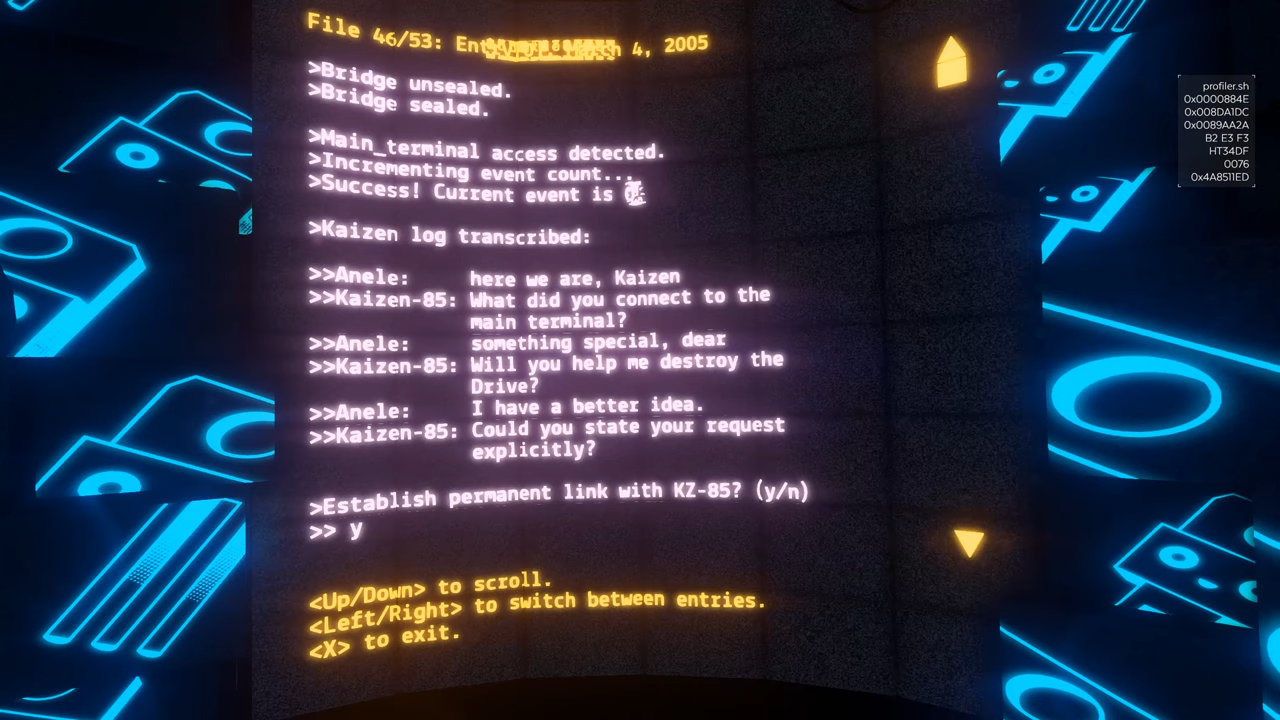 File 46/53: 4, 2005
>Bridge unsealed.
>Bridge sealed.
>Main_terminal access detected.
>Incrementing event count...
>Success! Current event is
>Kaizen log transcribed:
>>Anele: here we are, Kaizen
>>Kaizen-85: What did you connect to the
main terminal?
>>Anele: something special, dear
>>Kaizen-85: Will you help me destroy the
Drive?
>>Anele: I have a better idea.
>>Kaizen-85: Could you state your request
explicitly?
>Establish permanent link with KZ-85? (y/n)
>> y
<Up/Down> to scroll.
<Left/Right> to switch between entries.
<X> to exit.
profiler.sh
0x0000884E
0x008DA1DC
0x0089AA2A
B2 E3 F3
HT34DF
0076
0x4A8511ED